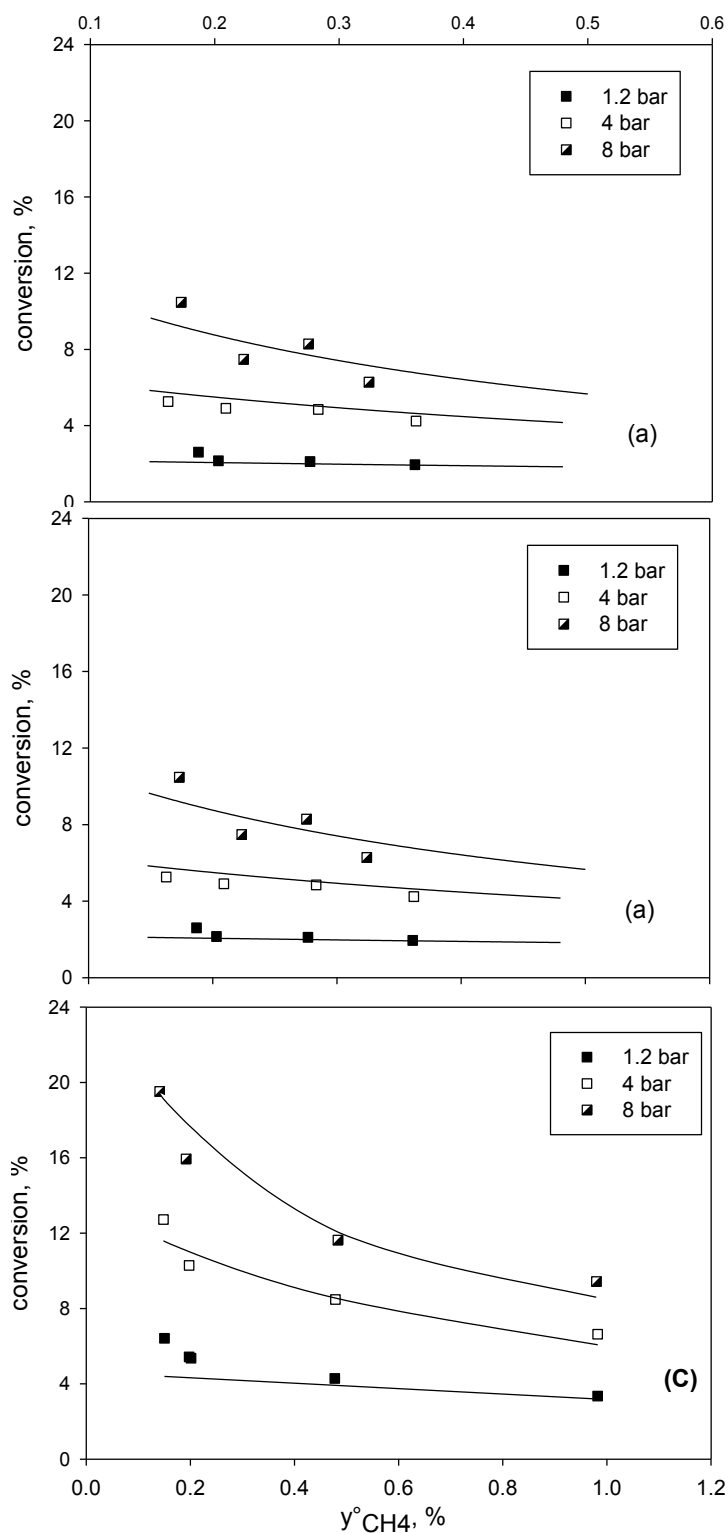 0.1 0.2 0.3 0.4 0.5 0.6
24
20
16
12
8
4
0
conversion, %
1.2 bar
4 bar
8 bar
(a)
24
20
16
12
8
4
0
conversion, %
1.2 bar
4 bar
8 bar
(a)
24
20
16
12
8
4
0
conversion, %
1.2 bar
4 bar
8 bar
(C)
0.0 0.2 0.4 0.6 0.8 1.0 1.2
y°CH4, %